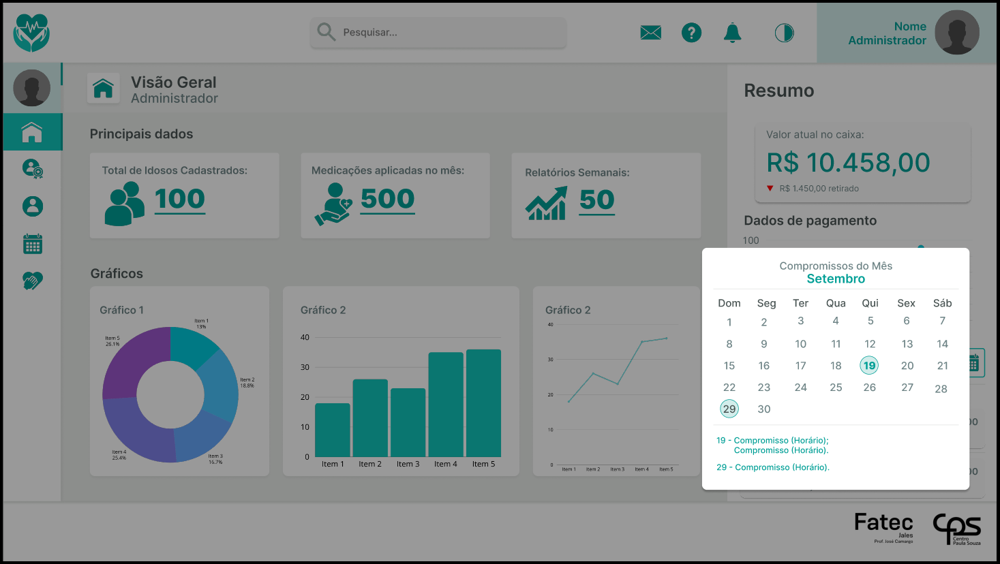 Pesquisar...
Nome
Administrador
Visão Geral
Administrador
Resumo
Principais dados
Total de Idosos Cadastrados:
100
Medicações aplicadas no mês:
500
Relatórios Semanais:
50
Valor atual no caixa:
R$ 10.458,00
R$ 1.450,00 retirado
Dados de pagamento
100
Gráficos
Gráfico 1
Item 1
13%
Item 2
18.8%
Item 3
16.7%
Item 4
25.4%
Item 5
26.1%
Gráfico 2
40
30
20
10
0
Item 1 Item 2 Item 3 Item 4 Item 5
Gráfico 2
40
30
20
10
0
Item 1 Item 2 Item 3 Item 4 Item 5
Compromissos do Mês
Setembro
Dom Seg Ter Qua Qui Sex Sáb
1 2 3 4 5 6 7
8 9 10 11 12 13 14
15 16 17 18 19 20 21
22 23 24 25 26 27 28
29 30
19 - Compromisso (Horário);
Compromisso (Horário).
29 - Compromisso (Horário).
Fatec
Jales
Prof. José Camargo
CPS
Centro
Paula Souza